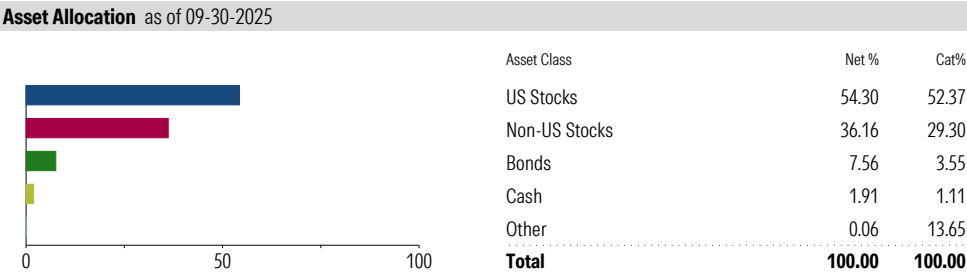 Asset Allocation as of 09-30-2025
Asset Class Net % Cat%
US Stocks 54.30 52.37
Non-US Stocks 36.16 29.30
Bonds 7.56 3.55
Cash 1.91 1.11
Other 0.06 13.65
Total 100.00 100.00
0 50 100